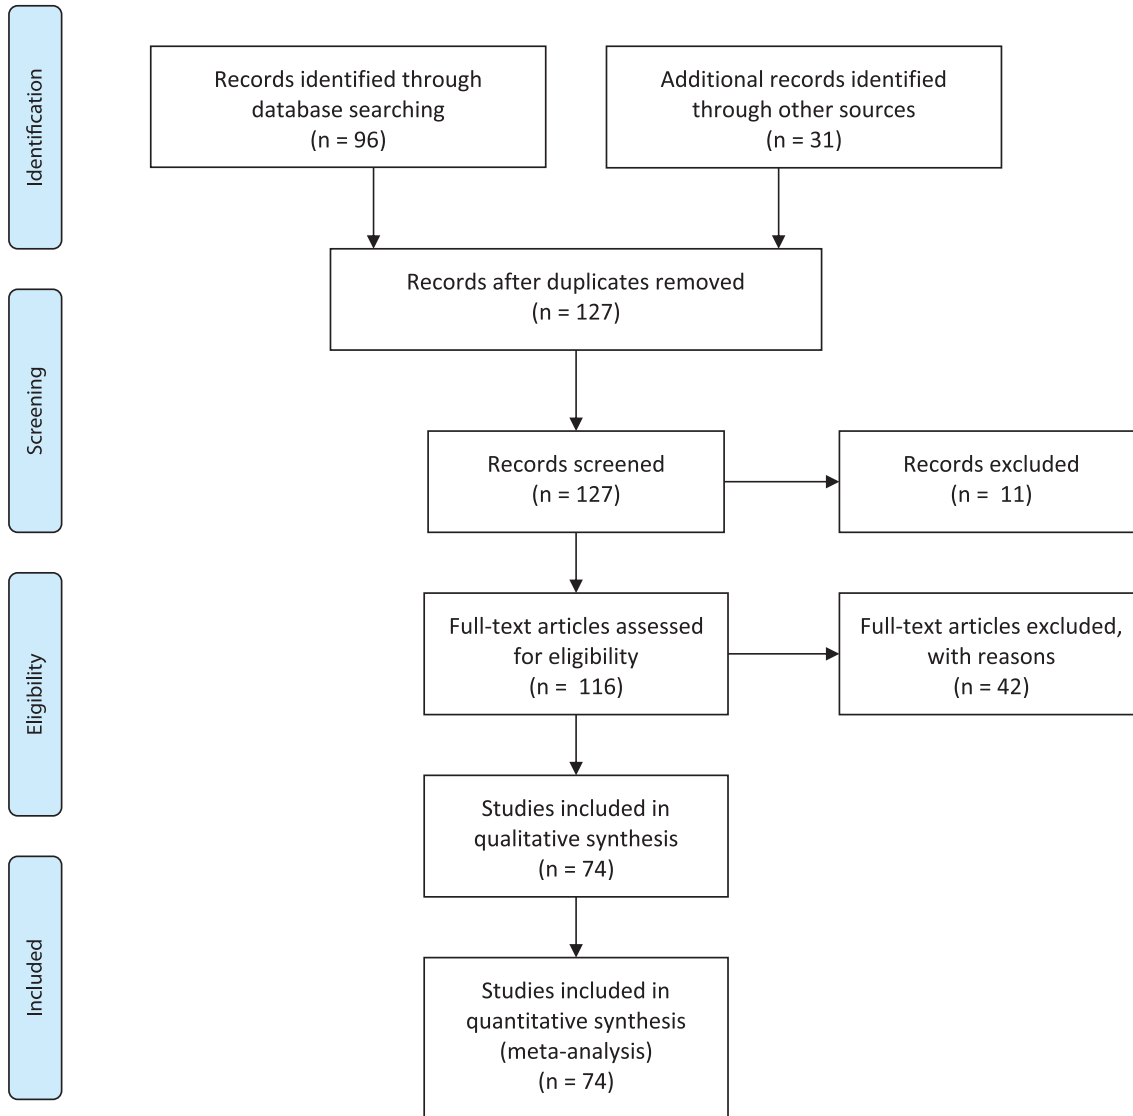 Identification
Records identified through
database searching
(n = 96)
Additional records identified
through other sources
(n = 31)
Records after duplicates removed
(n = 127)
Screening
Records screened
(n = 127)
Records excluded
(n =  11)
Eligibility
Full-text articles assessed
for eligibility
(n =  116)
Full-text articles excluded,
with reasons
(n = 42)
Studies included in
qualitative synthesis
(n = 74)
Included
Studies included in
quantitative synthesis
(meta-analysis)
(n = 74)